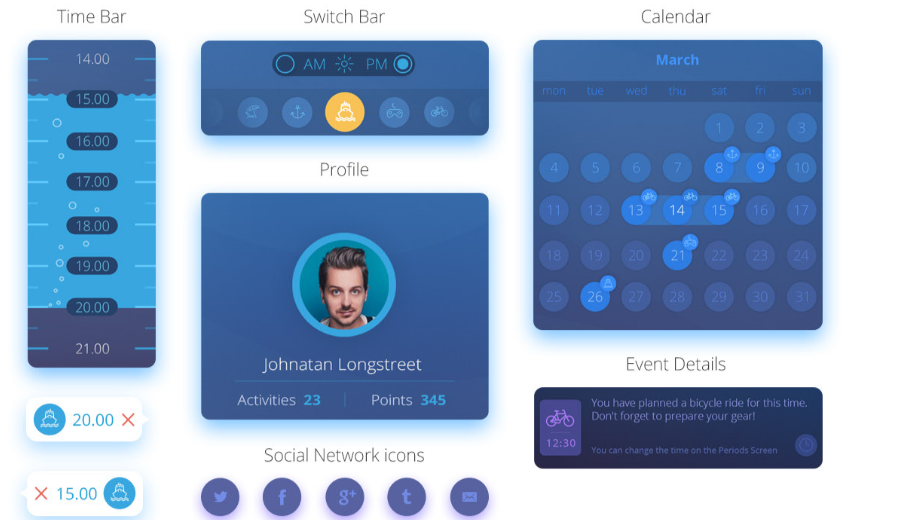 Time Bar
14.00
15.00
16.00
17.00
18.00
19.00
20.00
21.00
20.00
15.00
Switch Bar
AM PM
Profile
Johnatan Longstreet
Activities 23 Points 345
Social Network icons
f g+ t
Calendar
March
mon tue wed thu sat fri sun
1 2 3
4 5 6 7 8 9 10
11 12 13 14 15 16 17
18 19 20 21 22 23 24
25 26 27 28 29 30 31
Event Details
You have planned a bicycle ride for this time.
Don't forget to prepare your gear!
12:30
You can change the time on the Periods Screen